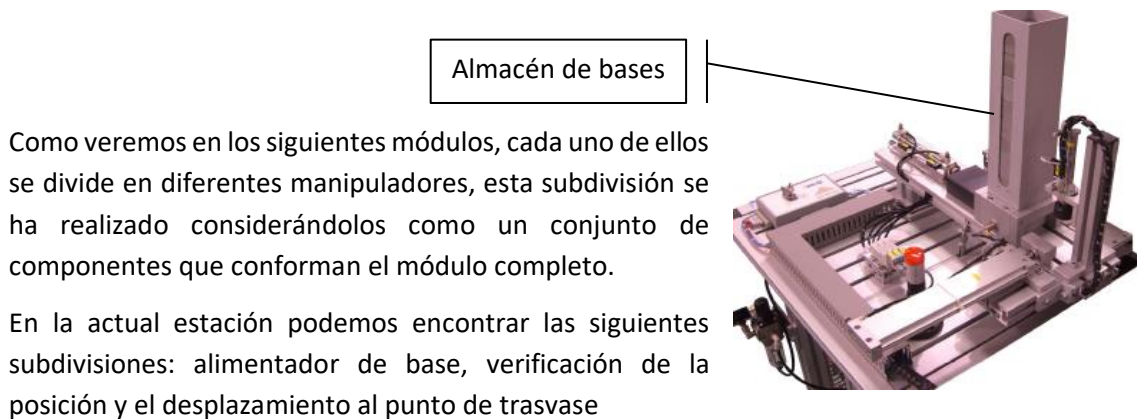 Almacén de bases
Como veremos en los siguientes módulos, cada uno de ellos
se divide en diferentes manipuladores, esta subdivisión se
ha realizado considerándolos como un conjunto de
componentes que conforman el módulo completo.
En la actual estación podemos encontrar las siguientes
subdivisiones: alimentador de base, verificación de la
posición y el desplazamiento al punto de trasvase